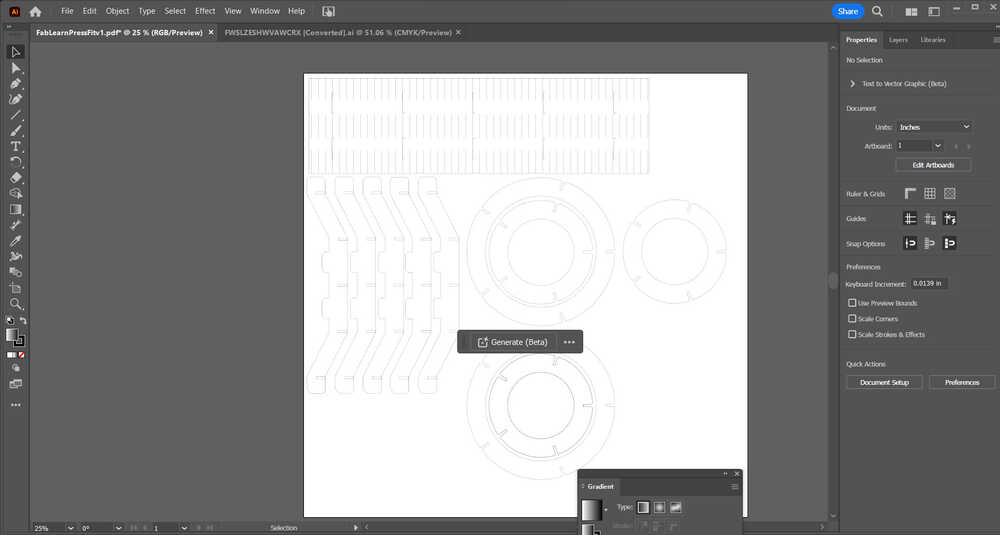 Ai
File Edit Object Type Select Effect View Window Help
Share
FabLearnPressFitv1.pdf* @ 25 % (RGB/Preview) ×
FWSLZESHWVAWCRX [Converted].ai @ 51.06 % (CMYK/Preview) ×
Properties Layers Libraries
No Selection
Text to Vector Graphic (Beta)
Document
Units: Inches
Artboard: 1
Edit Artboards
Ruler & Grids
Guides
Snap Options
Preferences
Keyboard Increment: 0.0139 in
Use Preview Bounds
Scale Corners
Scale Strokes & Effects
Quick Actions
Document Setup Preferences
Generate (Beta)
Gradient
Type:
Stroke:
25% 0° 1 Selection